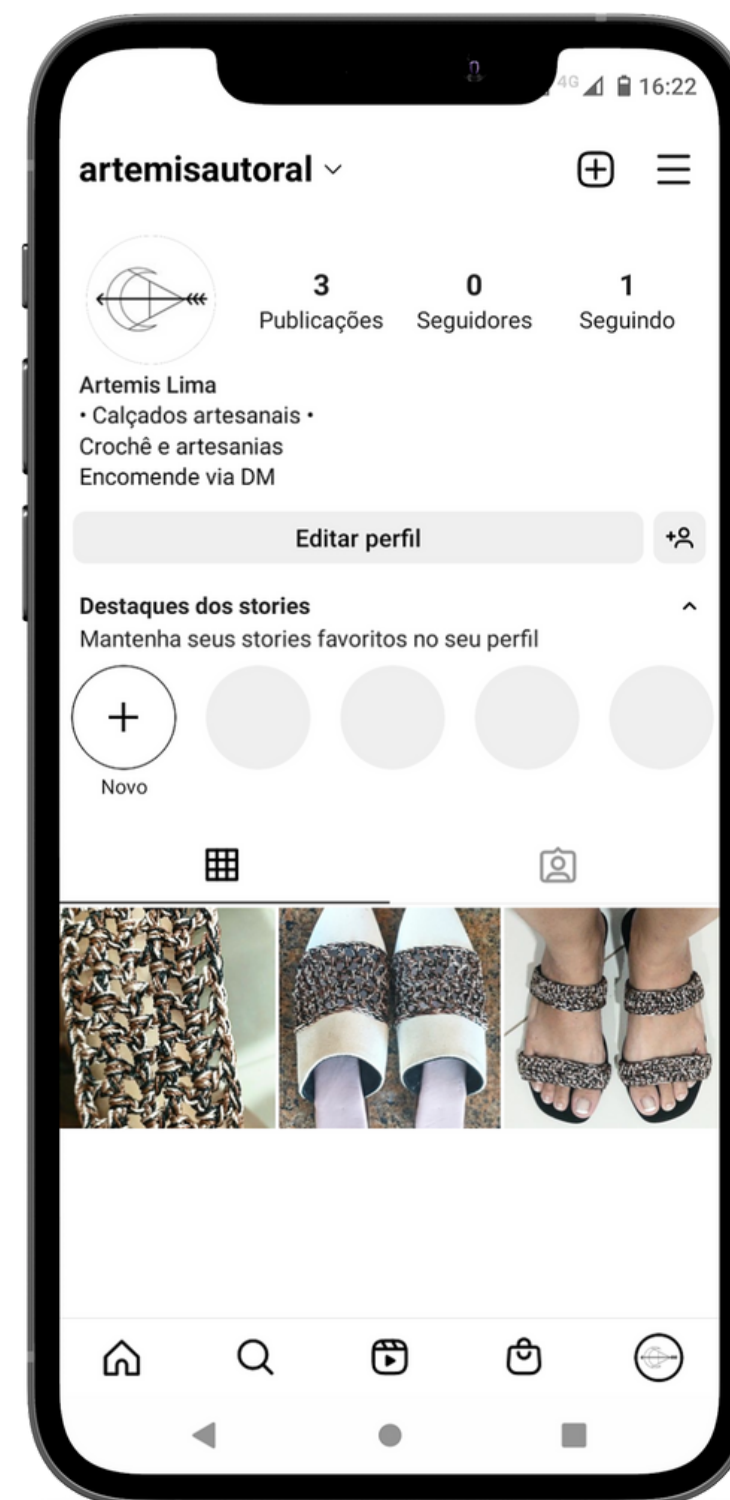 4G 16:22
artemisautoral
3 0 1
Publicações Seguidores Seguindo
Artemis Lima
• Calçados artesanais •
Crochê e artesanias
Encomende via DM
Editar perfil
Destaques dos stories
Mantenha seus stories favoritos no seu perfil
Novo